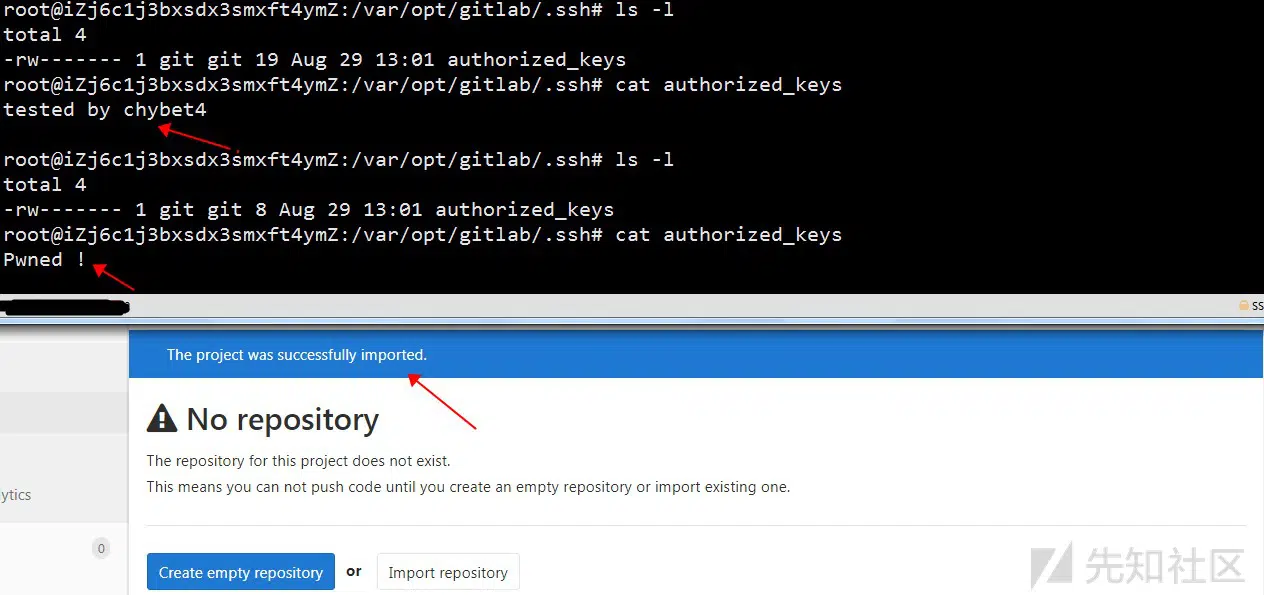 root@iZj6c1j3bxsdx3smxft4ymZ:/var/opt/gitlab/.ssh# ls -l
total 4
-rw------- 1 git git 19 Aug 29 13:01 authorized_keys
root@iZj6c1j3bxsdx3smxft4ymZ:/var/opt/gitlab/.ssh# cat authorized_keys
tested by chybet4
root@iZj6c1j3bxsdx3smxft4ymZ:/var/opt/gitlab/.ssh# ls -l
total 4
-rw------- 1 git git 8 Aug 29 13:01 authorized_keys
root@iZj6c1j3bxsdx3smxft4ymZ:/var/opt/gitlab/.ssh# cat authorized_keys
Pwned !
SS
The project was successfully imported.
No repository
The repository for this project does not exist.
This means you can not push code until you create an empty repository or import existing one.
ytics
0
Create empty repository or Import repository
先知社区